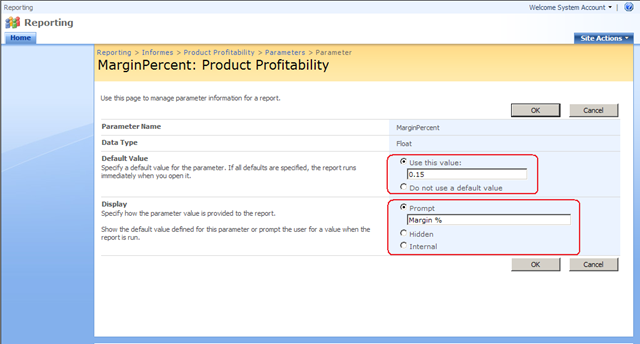 Reporting
Welcome System Account
Reporting
Home
Site Actions
Reporting > Informes > Product Profitability > Parameters > Parameter
MarginPercent: Product Profitability
Use this page to manage parameter information for a report.
OK
Cancel
Parameter Name
MarginPercent
Data Type
Float
Default Value
Specify a default value for the parameter. If all defaults are specified, the report runs
immediately when you open it.
Use this value:
0.15
Do not use a default value
Display
Specify how the parameter value is provided to the report.
Show the default value defined for this parameter or prompt the user for a value when the
report is run.
Prompt
Margin %
Hidden
Internal
OK
Cancel